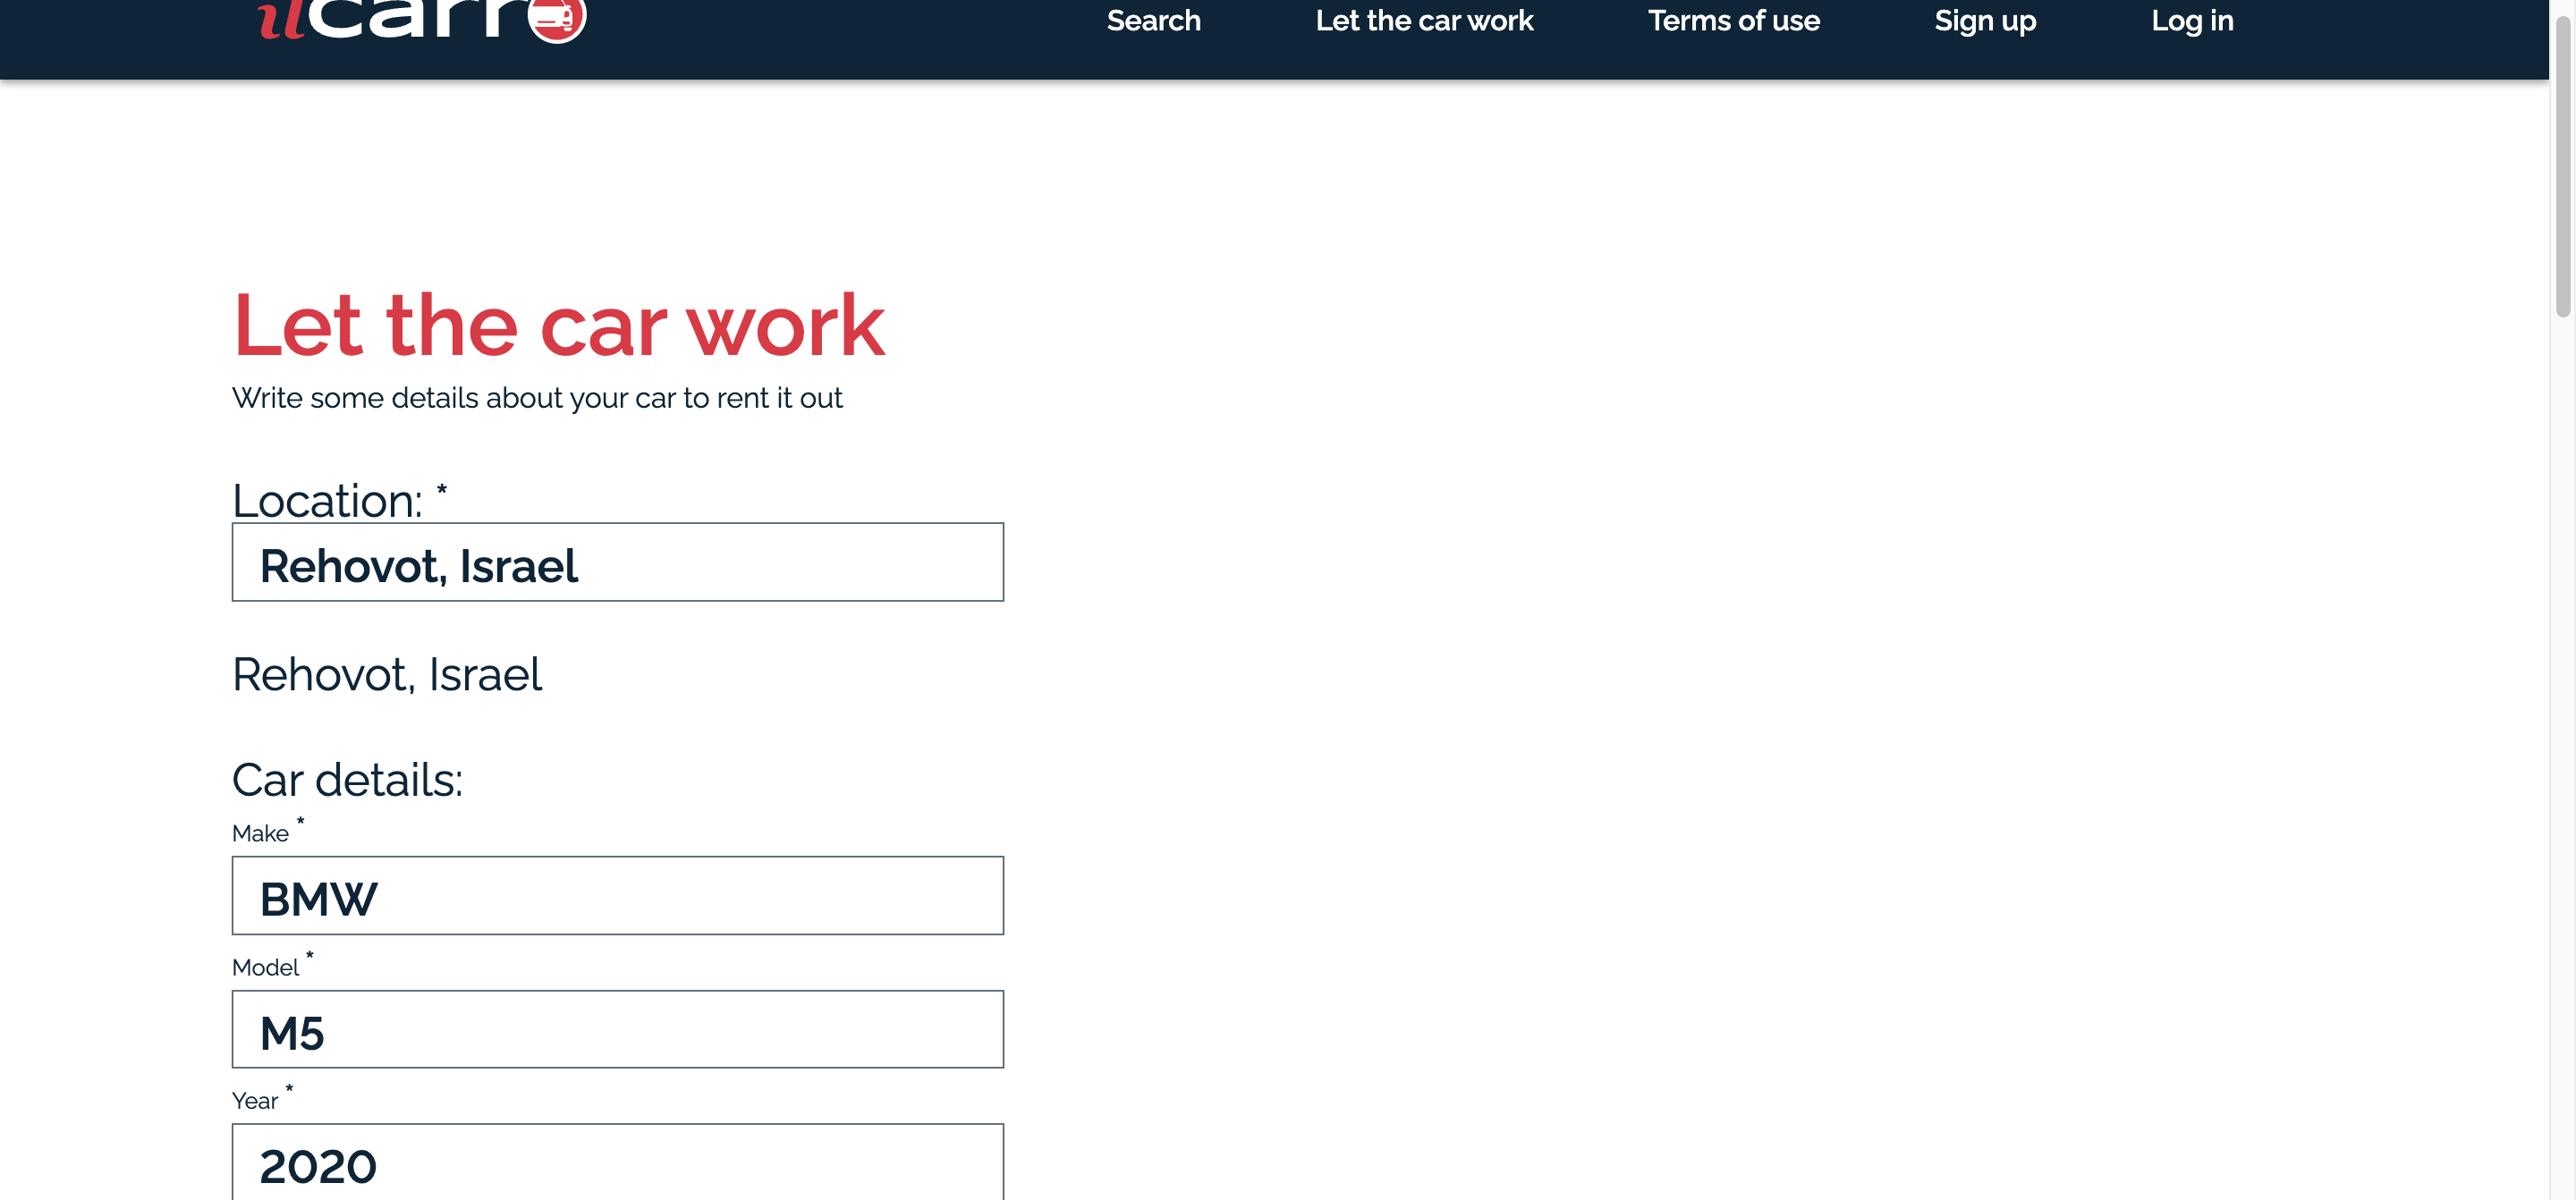 ilcarro
Search Let the car work Terms of use Sign up Log in
Let the car work
Write some details about your car to rent it out
Location: *
Rehovot, Israel
Rehovot, Israel
Car details:
Make *
BMW
Model *
M5
Year *
2020